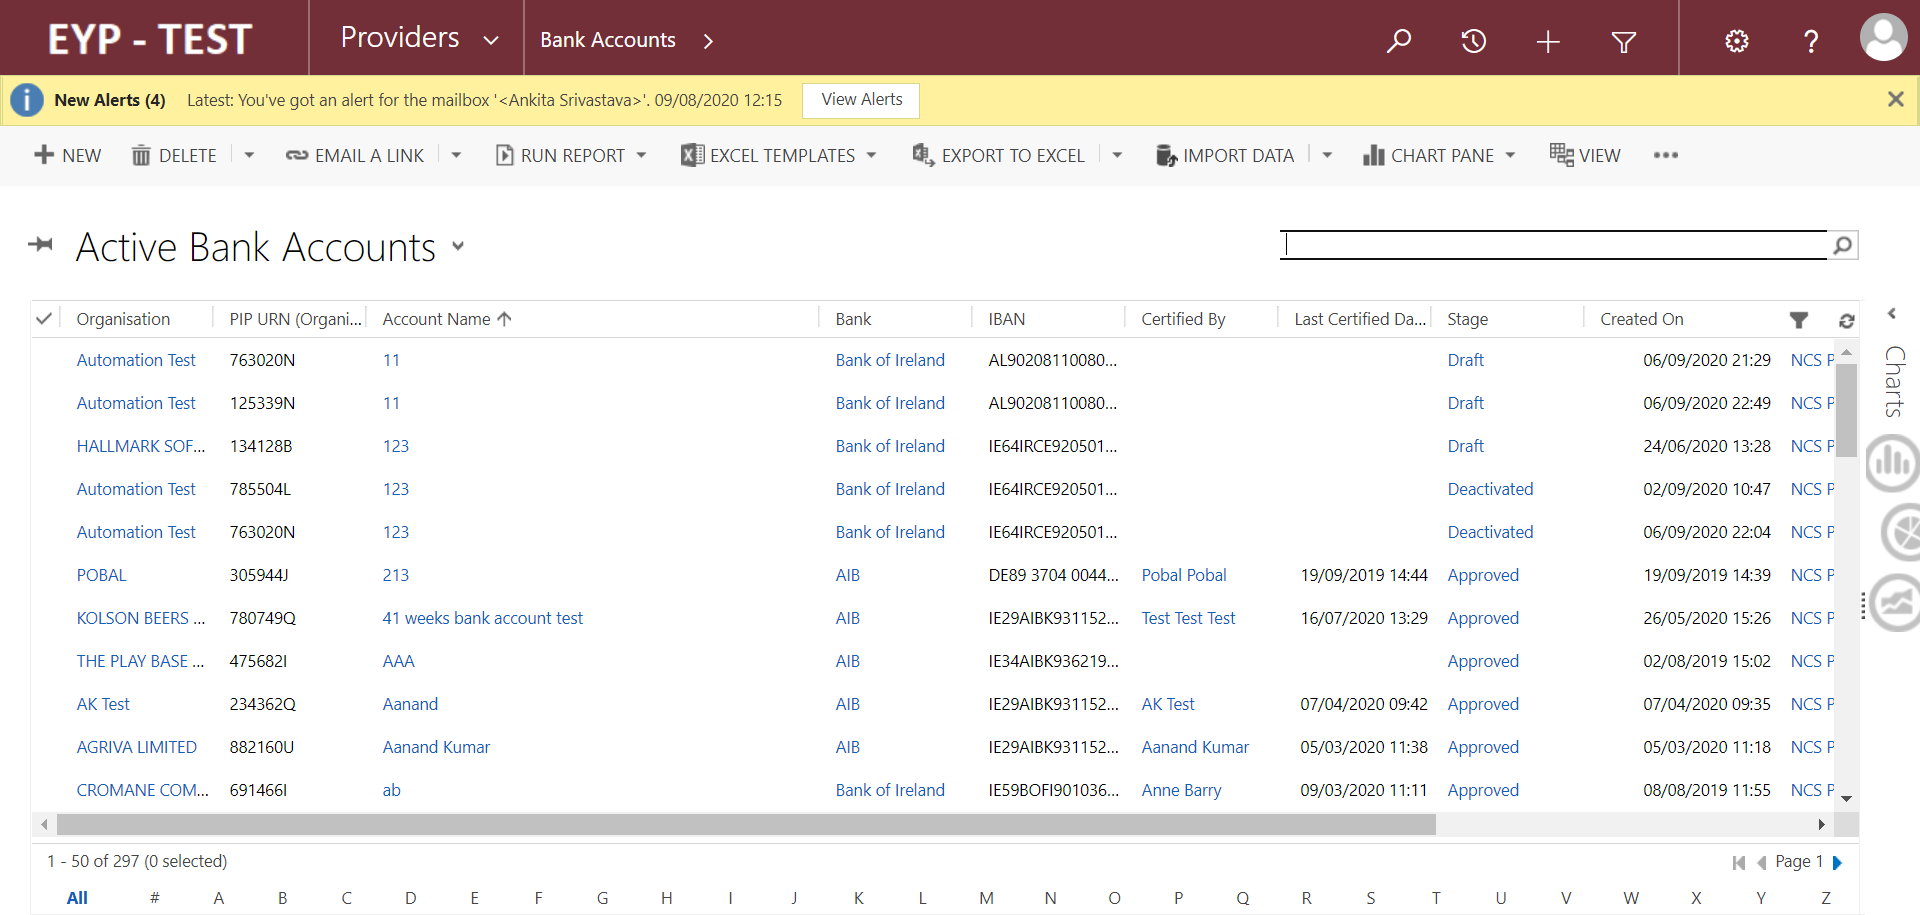 EYP - TEST Providers Bank Accounts
New Alerts (4) Latest: You've got an alert for the mailbox '<Ankita Srivastava>'. 09/08/2020 12:15 View Alerts
NEW DELETE EMAIL A LINK RUN REPORT EXCEL TEMPLATES EXPORT TO EXCEL IMPORT DATA CHART PANE VIEW
Active Bank Accounts
Organisation PIP URN (Organi... Account Name Bank IBAN Certified By Last Certified Da... Stage Created On
Automation Test 763020N 11 Bank of Ireland AL90208110080... Draft 06/09/2020 21:29 NCS P
Automation Test 125339N 11 Bank of Ireland AL90208110080... Draft 06/09/2020 22:49 NCS P
HALLMARK SOF... 134128B 123 Bank of Ireland IE64IRCE920501... Draft 24/06/2020 13:28 NCS P
Automation Test 785504L 123 Bank of Ireland IE64IRCE920501... Deactivated 02/09/2020 10:47 NCS P
Automation Test 763020N 123 Bank of Ireland IE64IRCE920501... Deactivated 06/09/2020 22:04 NCS P
POBAL 305944J 213 AIB DE89 3704 0044... Pobal Pobal 19/09/2019 14:44 Approved 19/09/2019 14:39 NCS P
KOLSON BEERS ... 780749Q 41 weeks bank account test AIB IE29AIBK931152... Test Test Test 16/07/2020 13:29 Approved 26/05/2020 15:26 NCS P
THE PLAY BASE ... 475682I AAA AIB IE34AIBK936219... Approved 02/08/2019 15:02 NCS P
AK Test 234362Q Aanand AIB IE29AIBK931152... AK Test 07/04/2020 09:42 Approved 07/04/2020 09:35 NCS P
AGRIVA LIMITED 882160U Aanand Kumar AIB IE29AIBK931152... Aanand Kumar 05/03/2020 11:38 Approved 05/03/2020 11:18 NCS P
CROMANE COM... 691466I ab Bank of Ireland IE59BOFI901036... Anne Barry 09/03/2020 11:11 Approved 08/08/2019 11:55 NCS P
Charts
1 - 50 of 297 (0 selected) Page 1
All # A B C D E F G H I J K L M N O P Q R S T U V W X Y Z